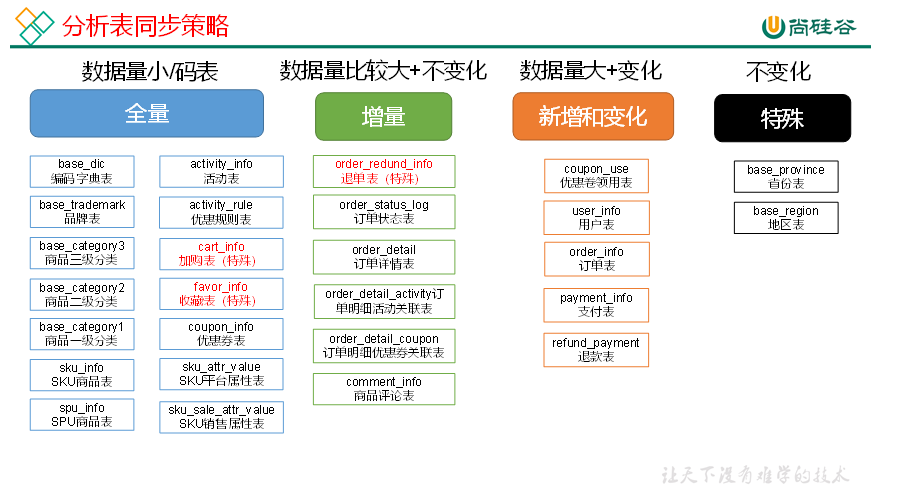 分析表同步策略
尚硅谷
数据量小/码表
数据量比较大+不变化
数据量大+变化
不变化
全量
增量
新增和变化
特殊
base_dic
编码字典表
base_trademark
品牌表
base_category3
商品三级分类
base_category2
商品二级分类
base_category1
商品一级分类
sku_info
SKU商品表
spu_info
SPU商品表
activity_info
活动表
activity_rule
优惠规则表
cart_info
加购表（特殊）
favor_info
收藏表（特殊）
coupon_info
优惠券表
sku_attr_value
SKU平台属性表
sku_sale_attr_value
SKU销售属性表
order_redund_info
退单表（特殊）
order_status_log
订单状态表
order_detail
订单详情表
order_detail_activity订
单明细活动关联表
order_detail_coupon
订单明细优惠券关联表
comment_info
商品评论表
coupon_use
优惠卷领用表
user_info
用户表
order_info
订单表
payment_info
支付表
refund_payment
退款表
base_province
省份表
base_region
地区表
让天下没有难学的技术